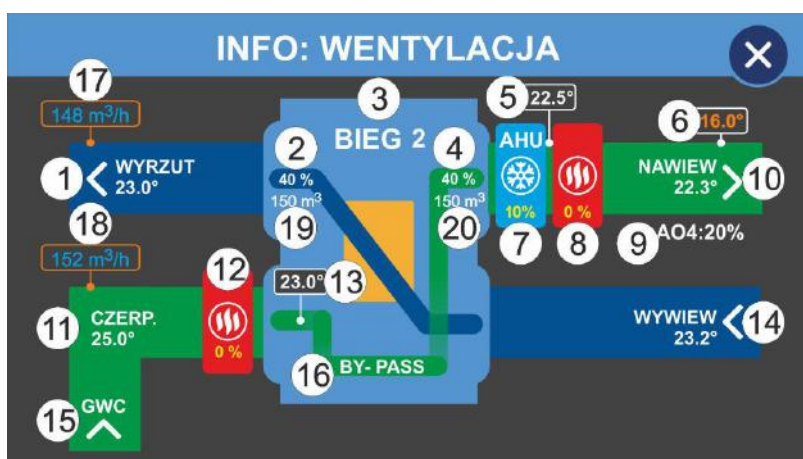 INFO: WENTYLACJA
17
148 m³/h
3
5
22.5°
6
16.0°
BIEG 2
1
WYRZUT
23.0°
2
40 %
150 m³
19
4
40 %
150 m³
20
AHU
10%
7
0 %
8
NAWIEW
22.3°
10
9
AO4:20%
18
152 m³/h
12
0 %
23.0°
13
11
CZERP.
25.0°
WYWIEW
23.2°
14
16
BY- PASS
15
GWC